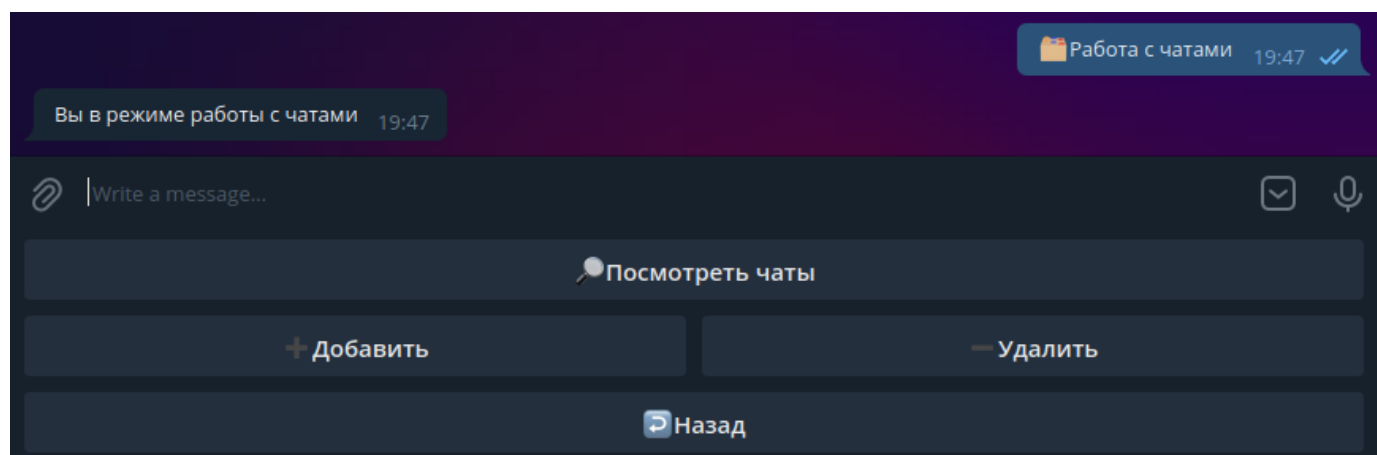 🗂️Работа с чатами 19:47
Вы в режиме работы с чатами 19:47
Write a message...
🔎Посмотреть чаты
➕Добавить ➖Удалить
↩️Назад